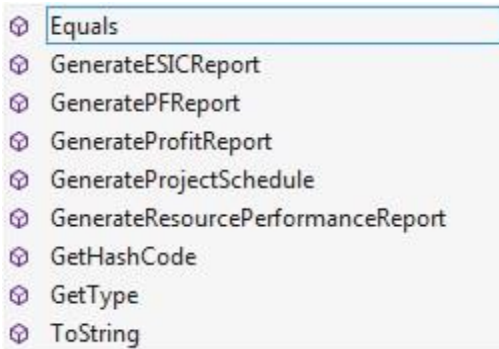 Equals
GenerateESICReport
GeneratePFReport
GenerateProfitReport
GenerateProjectSchedule
GenerateResourcePerformanceReport
GetHashCode
GetType
ToString